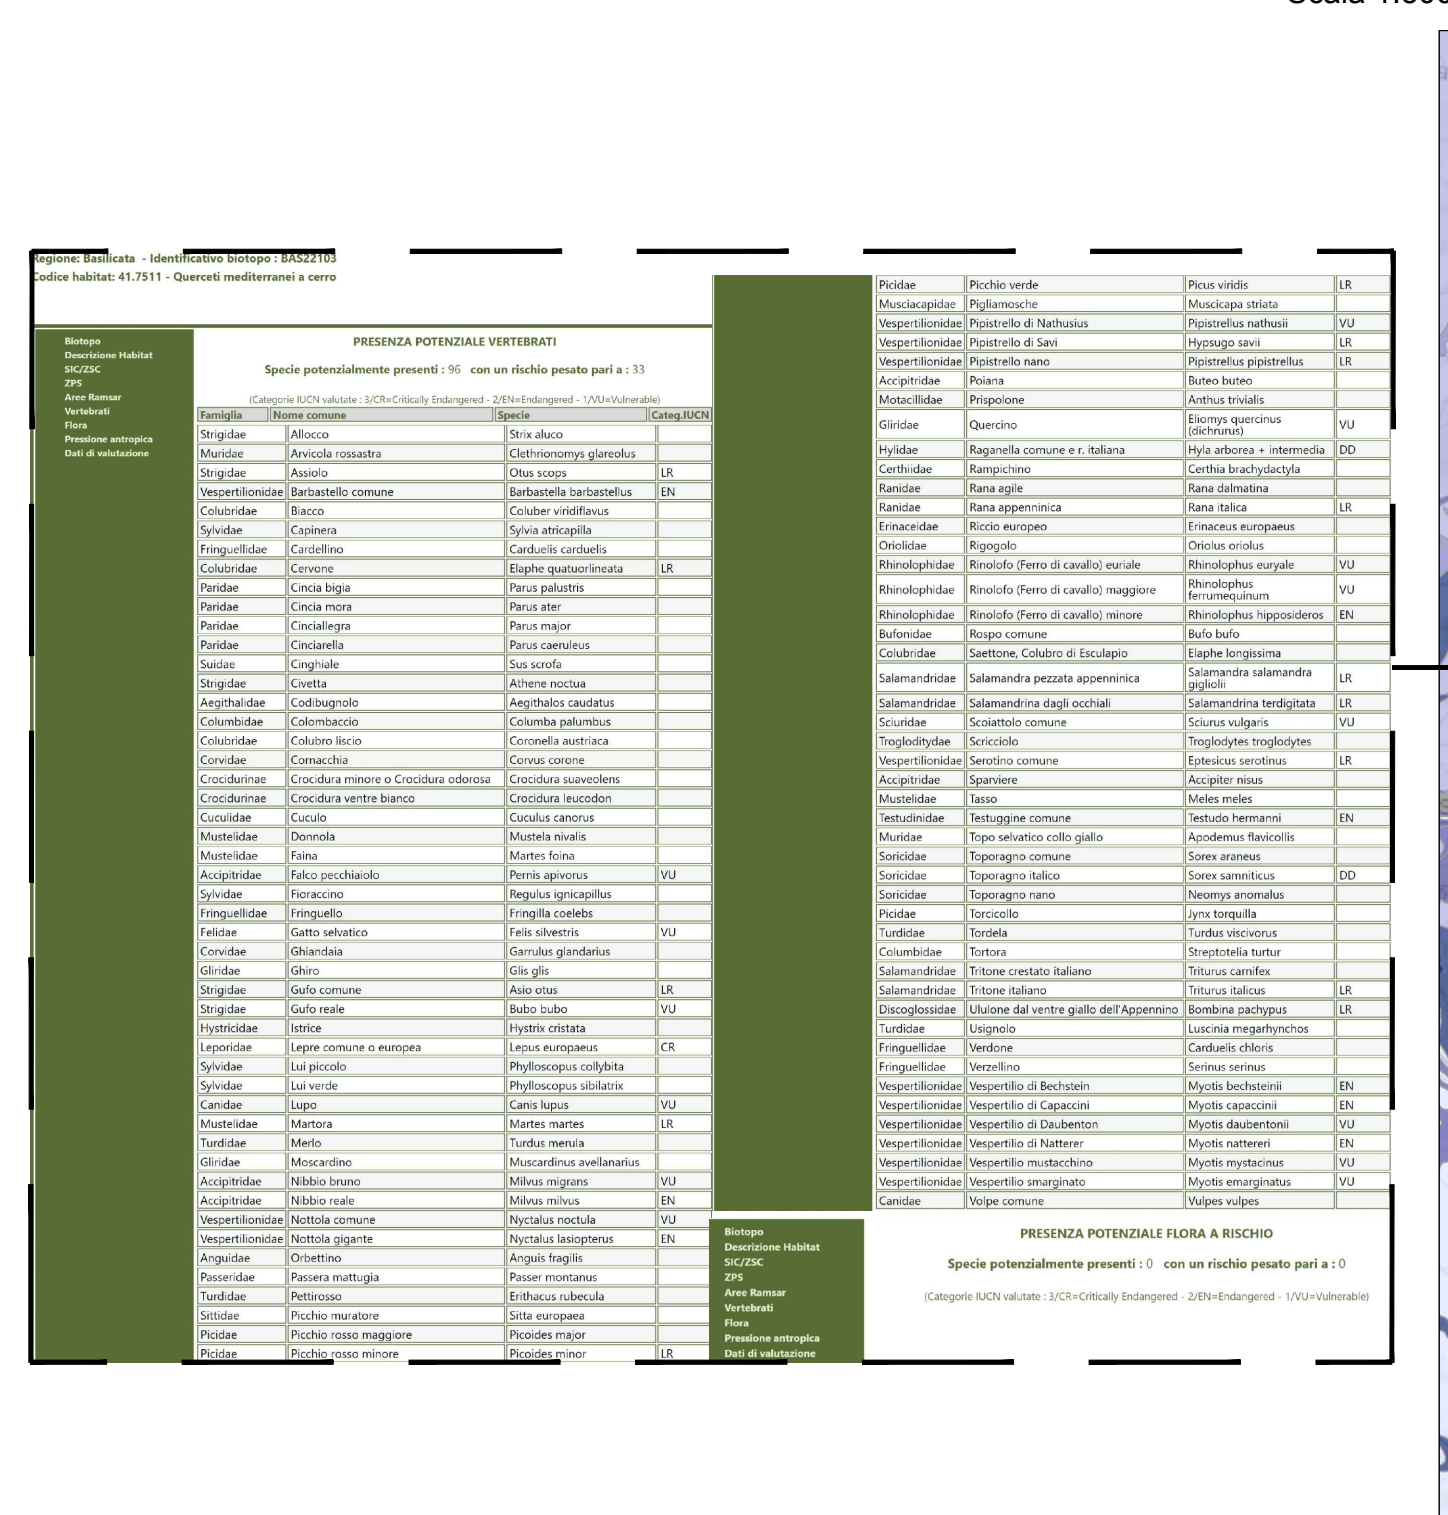 Regione: Basilicata - Identificativo biotopo : BAS22103
Codice habitat: 41.7511 - Querceti mediterranei a cerro
Biotopo
Descrizione Habitat
SIC/ZSC
ZPS
Aree Ramsar
Vertebrati
Flora
Pressione antropica
Dati di valutazione
PRESENZA POTENZIALE VERTEBRATI
Specie potenzialmente presenti : 96 con un rischio pesato pari a : 33
(Categorie IUCN valutate : 3/CR=Critically Endangered - 2/EN=Endangered - 1/VU=Vulnerable)
Famiglia Nome comune Specie Categ.IUCN
Strigidae Allocco Strix aluco
Muridae Arvicola rossastra Clethrionomys glareolus
Strigidae Assiolo Otus scops LR
Vespertilionidae Barbastello comune Barbastella barbastellus EN
Colubridae Biacco Coluber viridiflavus
Sylvidae Capinera Sylvia atricapilla
Fringuellidae Cardellino Carduelis carduelis
Colubridae Cervone Elaphe quatuorlineata LR
Paridae Cincia bigia Parus palustris
Paridae Cincia mora Parus ater
Paridae Cinciallegra Parus major
Paridae Cinciarella Parus caeruleus
Suidae Cinghiale Sus scrofa
Strigidae Civetta Athene noctua
Aegithalidae Codibugnolo Aegithalos caudatus
Columbidae Colombaccio Columba palumbus
Colubridae Colubro liscio Coronella austriaca
Corvidae Cornacchia Corvus corone
Crocidurinae Crocidura minore o Crocidura odorosa Crocidura suaveolens
Crocidurinae Crocidura ventre bianco Crocidura leucodon
Cuculidae Cuculo Cuculus canorus
Mustelidae Donnola Mustela nivalis
Mustelidae Faina Martes foina
Accipitridae Falco pecchiaiolo Pernis apivorus VU
Sylvidae Fioraccino Regulus ignicapillus
Fringuellidae Fringuello Fringilla coelebs
Felidae Gatto selvatico Felis silvestris VU
Corvidae Ghiandaia Garrulus glandarius
Gliridae Ghiro Glis glis
Strigidae Gufo comune Asio otus LR
Strigidae Gufo reale Bubo bubo VU
Hystricidae Istrice Hystrix cristata
Leporidae Lepre comune o europea Lepus europaeus CR
Sylvidae Lui piccolo Phylloscopus collybita
Sylvidae Lui verde Phylloscopus sibilatrix
Canidae Lupo Canis lupus VU
Mustelidae Martora Martes martes LR
Turdidae Merlo Turdus merula
Gliridae Moscardino Muscardinus avellanarius
Accipitridae Nibbio bruno Milvus migrans VU
Accipitridae Nibbio reale Milvus milvus EN
Vespertilionidae Nottola comune Nyctalus noctula VU
Vespertilionidae Nottola gigante Nyctalus lasiopterus EN
Anguidae Orbettino Anguis fragilis
Passeridae Passera mattugia Passer montanus
Turdidae Pettirosso Erithacus rubecula
Sittidae Picchio muratore Sitta europaea
Picidae Picchio rosso maggiore Picoides major
Picidae Picchio rosso minore Picoides minor LR
Picidae Picchio verde Picus viridis LR
Musciacapidae Pigliamosche Muscicapa striata
Vespertilionidae Pipistrello di Nathusius Pipistrellus nathusii VU
Vespertilionidae Pipistrello di Savi Hypsugo savii LR
Vespertilionidae Pipistrello nano Pipistrellus pipistrellus LR
Accipitridae Poiana Buteo buteo
Motacillidae Prispolone Anthus trivialis
Gliridae Quercino Eliomys quercinus (dichrurus) VU
Hylidae Raganella comune e r. italiana Hyla arborea + intermedia DD
Certhiidae Rampichino Certhia brachydactyla
Ranidae Rana agile Rana dalmatina
Ranidae Rana appenninica Rana italica LR
Erinaceidae Riccio europeo Erinaceus europaeus
Oriolidae Rigogolo Oriolus oriolus
Rhinolophidae Rinolofo (Ferro di cavallo) euriale Rhinolophus euryale VU
Rhinolophidae Rinolofo (Ferro di cavallo) maggiore Rhinolophus ferrumequinum VU
Rhinolophidae Rinolofo (Ferro di cavallo) minore Rhinolophus hipposideros EN
Bufonidae Rospo comune Bufo bufo
Colubridae Saettone, Colubro di Esculapio Elaphe longissima
Salamandridae Salamandra pezzata appenninica Salamandra salamandra gigliolii LR
Salamandridae Salamandrina dagli occhiali Salamandrina terdigitata LR
Sciuridae Scoiattolo comune Sciurus vulgaris VU
Trogloditydae Scricciolo Troglodytes troglodytes
Vespertilionidae Serotino comune Eptesicus serotinus LR
Accipitridae Sparviere Accipiter nisus
Mustelidae Tasso Meles meles
Testudinidae Testuggine comune Testudo hermanni EN
Muridae Topo selvatico collo giallo Apodemus flavicollis
Soricidae Toporagno comune Sorex araneus
Soricidae Toporagno italico Sorex samniticus DD
Soricidae Toporagno nano Neomys anomalus
Picidae Torcicollo Jynx torquilla
Turdidae Tordela Turdus viscivorus
Columbidae Tortora Streptotelia turtur
Salamandridae Tritone crestato italiano Triturus carnifex
Salamandridae Tritone italiano Triturus italicus LR
Discoglossidae Ululone dal ventre giallo dell'Appennino Bombina pachypus LR
Turdidae Usignolo Luscinia megarhynchos
Fringuellidae Verdone Carduelis chloris
Fringuellidae Verzellino Serinus serinus
Vespertilionidae Vespertilio di Bechstein Myotis bechsteinii EN
Vespertilionidae Vespertilio di Capaccini Myotis capaccinii EN
Vespertilionidae Vespertilio di Daubenton Myotis daubentonii VU
Vespertilionidae Vespertilio di Natterer Myotis nattereri EN
Vespertilionidae Vespertilio mustacchino Myotis mystacinus VU
Vespertilionidae Vespertilio smarginato Myotis emarginatus VU
Canidae Volpe comune Vulpes vulpes
Biotopo
Descrizione Habitat
SIC/ZSC
ZPS
Aree Ramsar
Vertebrati
Flora
Pressione antropica
Dati di valutazione
PRESENZA POTENZIALE FLORA A RISCHIO
Specie potenzialmente presenti : 0 con un rischio pesato pari a : 0
(Categorie IUCN valutate : 3/CR=Critically Endangered - 2/EN=Endangered - 1/VU=Vulnerable)